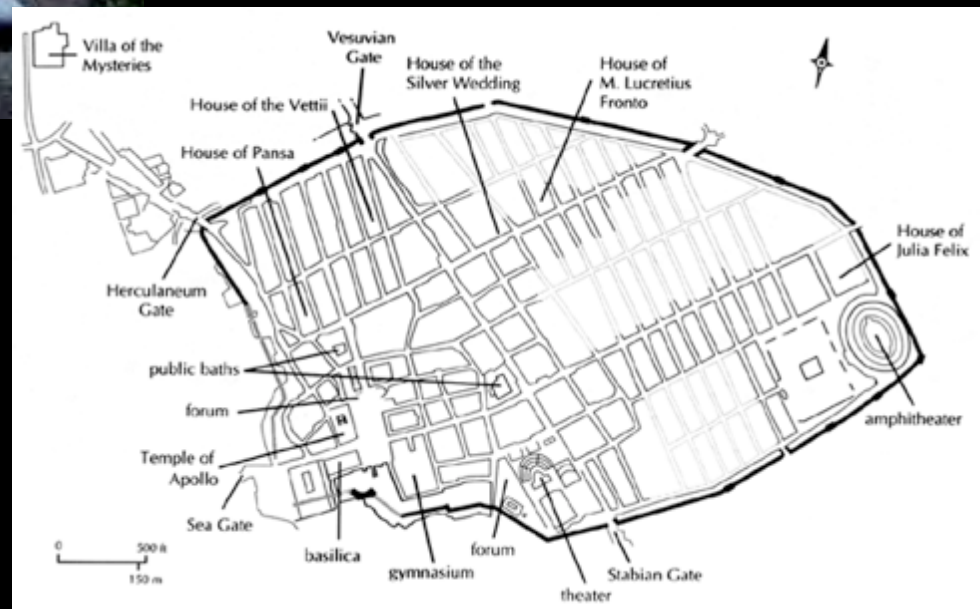 Villa of the
Mysteries
Vesuvian
Gate
House of the
Silver Wedding
House of
M. Lucretius
Fronto
House of the Vettii
House of Pansa
House of
Julia Felix
Herculaneum
Gate
public baths
forum
amphitheater
Temple of
Apollo
Sea Gate
basilica
gymnasium
forum
theater
Stabian Gate
0 500 ft
150 m